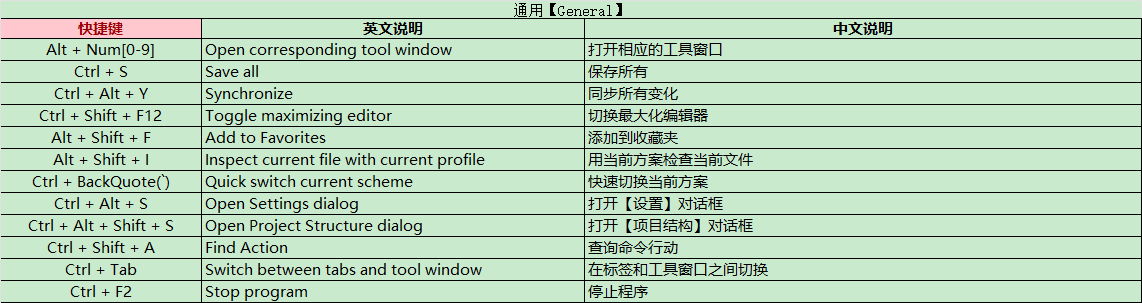 通用【General】
快捷键 英文说明 中文说明
Alt + Num[0-9] Open corresponding tool window 打开相应的工具窗口
Ctrl + S Save all 保存所有
Ctrl + Alt + Y Synchronize 同步所有变化
Ctrl + Shift + F12 Toggle maximizing editor 切换最大化编辑器
Alt + Shift + F Add to Favorites 添加到收藏夹
Alt + Shift + I Inspect current file with current profile 用当前方案检查当前文件
Ctrl + BackQuote(`) Quick switch current scheme 快速切换当前方案
Ctrl + Alt + S Open Settings dialog 打开【设置】对话框
Ctrl + Alt + Shift + S Open Project Structure dialog 打开【项目结构】对话框
Ctrl + Shift + A Find Action 查询命令行动
Ctrl + Tab Switch between tabs and tool window 在标签和工具窗口之间切换
Ctrl + F2 Stop program 停止程序